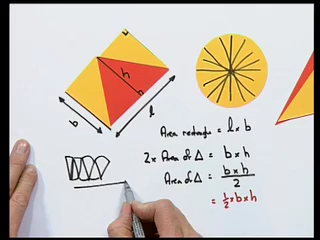 h
b
l
Area rectangle = l x b
2 x Area of Δ = b x h
Area of Δ = b x h
2
= 1/2 x b x h